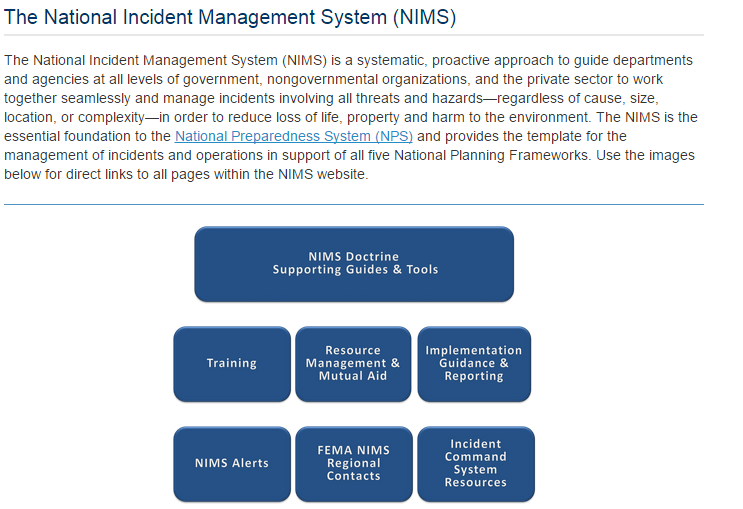 The National Incident Management System (NIMS)
The National Incident Management System (NIMS) is a systematic, proactive approach to guide departments
and agencies at all levels of government, nongovernmental organizations, and the private sector to work
together seamlessly and manage incidents involving all threats and hazards—regardless of cause, size,
location, or complexity—in order to reduce loss of life, property and harm to the environment. The NIMS is the
essential foundation to the National Preparedness System (NPS) and provides the template for the
management of incidents and operations in support of all five National Planning Frameworks. Use the images
below for direct links to all pages within the NIMS website.
NIMS Doctrine
Supporting Guides & Tools
Training
Resource
Management &
Mutual Aid
Implementation
Guidance &
Reporting
NIMS Alerts
FEMA NIMS
Regional
Contacts
Incident
Command
System
Resources